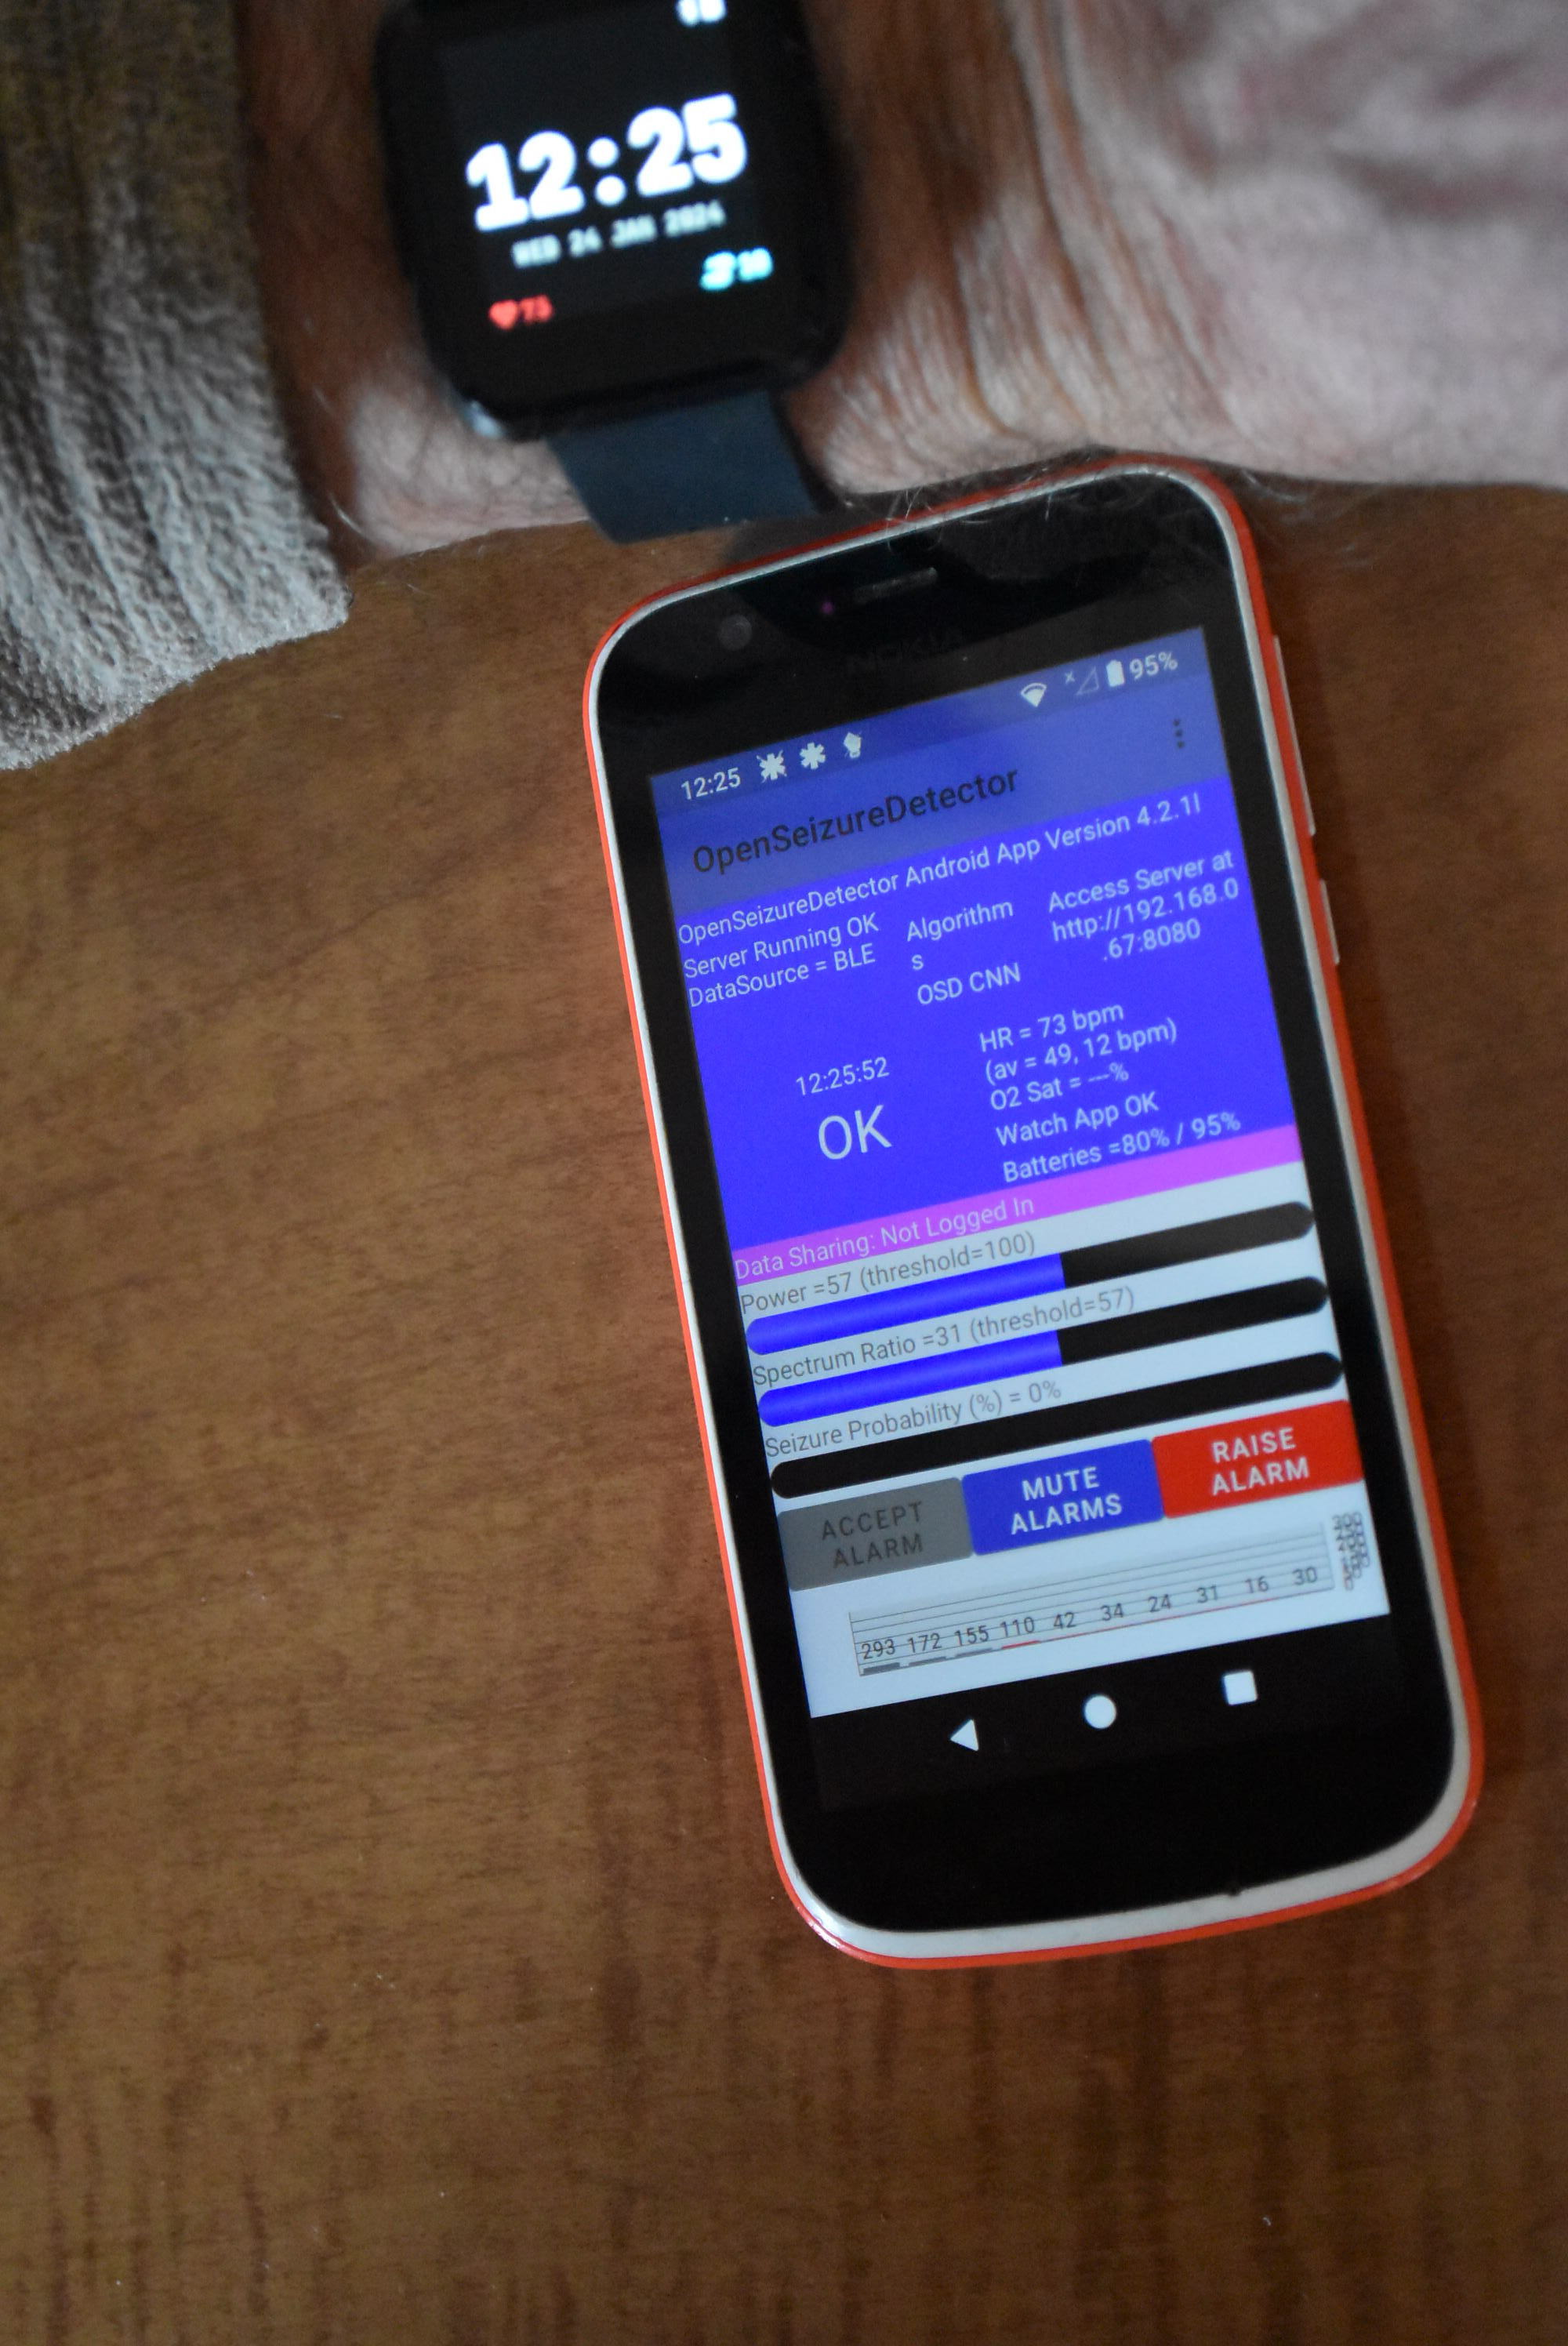 12:25
WED 24 JAN 2024
73
NOKIA
12:25
95%
OpenSeizureDetector
OpenSeizureDetector Android App Version 4.2.1l
Server Running OK
DataSource = BLE
Algorithm
s
OSD CNN
Access Server at
http://192.168.0
.67:8080
12:25:52
OK
HR = 73 bpm
(av = 49, 12 bpm)
O2 Sat = ---%
Watch App OK
Batteries =80% / 95%
Data Sharing: Not Logged In
Power =57 (threshold=100)
Spectrum Ratio =31 (threshold=57)
Seizure Probability (%) = 0%
ACCEPT
ALARM
MUTE
ALARMS
RAISE
ALARM
293 172 155 110 42 34 24 31 16 30
300